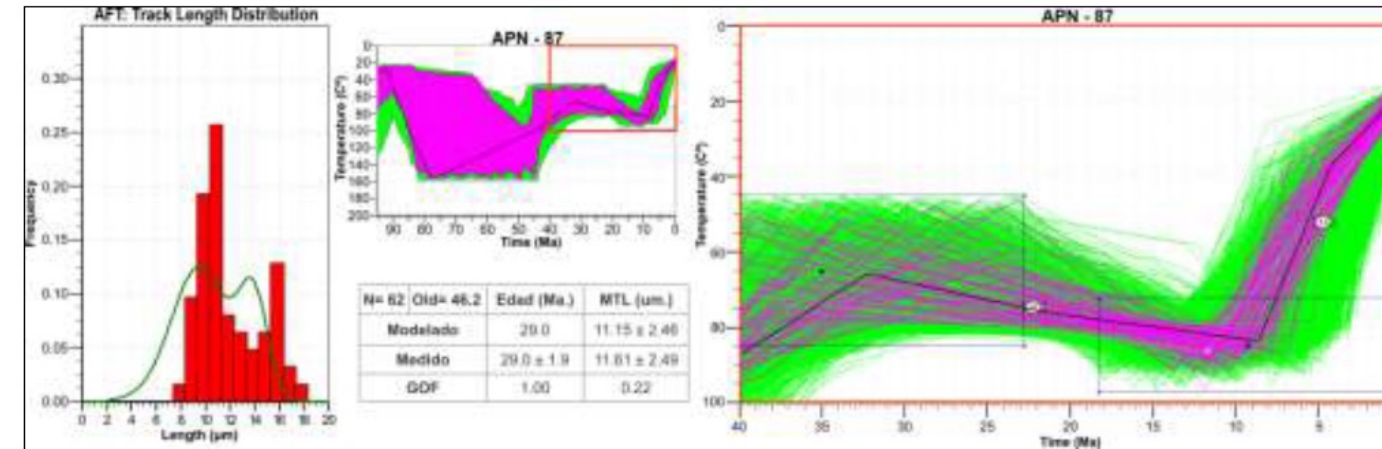 AFT: Track Length Distribution
Frequency
0.30
0.25
0.20
0.15
0.10
0.05
0.00
0 2 4 6 8 10 12 14 16 18 20
Length (µm)
APN - 87
Temperature (C°)
0
20
40
60
80
100
120
140
160
180
200
90 80 70 60 50 40 30 20 10 0
Time (Ma)
N= 62 Old= 46.2 Edad (Ma.) MTL (um.)
Modelado 29.0 11.15 ± 2.46
Medido 29.0 ± 1.9 11.61 ± 2.49
GOF 1.00 0.22
APN - 87
Temperature (C°)
0
20
40
60
80
100
40 35 30 25 20 15 10 5
Time (Ma)